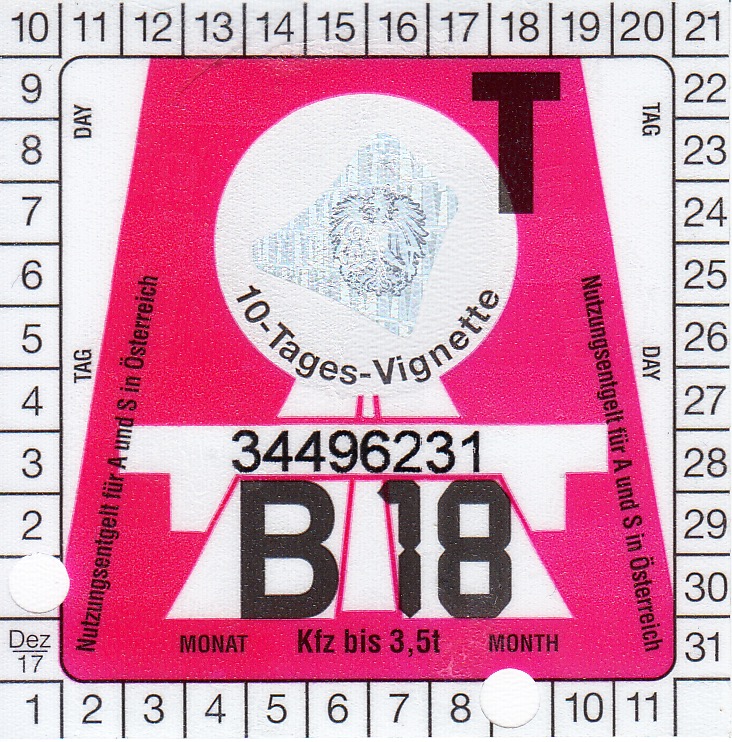 10 11 12 13 14 15 16 17 18 19 20 21
9 22
8 23
7 24
6 25
5 26
4 27
3 28
2 29
30
Dez 17 31
1 2 3 4 5 6 7 8 10 11
DAY
TAG
T
TAG
DAY
10-Tages-Vignette
Nutzungsentgelt für A und S in Österreich
Nutzungsentgelt für A und S in Österreich
34496231
B 18
MONAT Kfz bis 3,5t MONTH